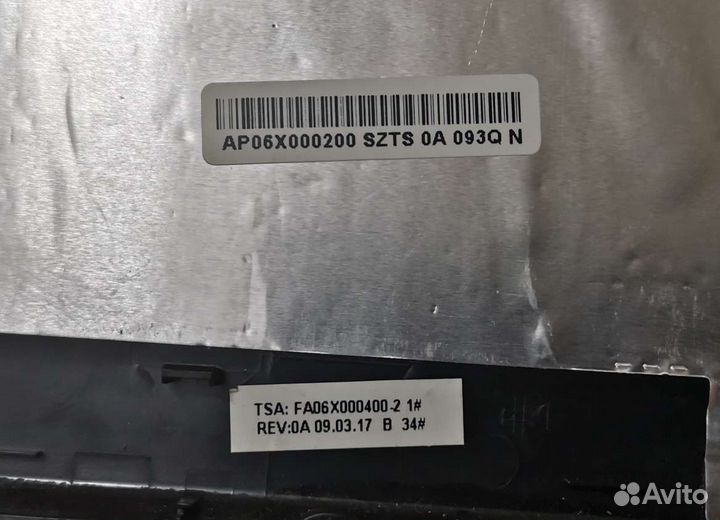 AP06X000200 SZTS 0A 093Q N
TSA: FA06X000400-2 1#
REV:0A 09.03.17 B 34#
Avito